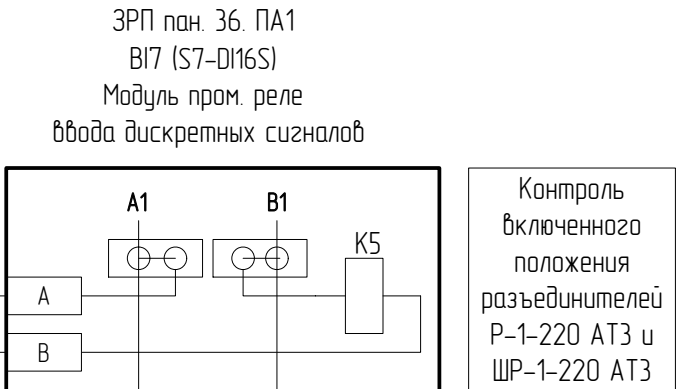 ЗРП пан. 36. ПА1
BI7 (S7-DI16S)
Модуль пром. реле
ввода дискретных сигналов
A1
B1
K5
A
B
Контроль
включенного
положения
разъединителей
Р-1-220 АТ3 и
ШР-1-220 АТ3